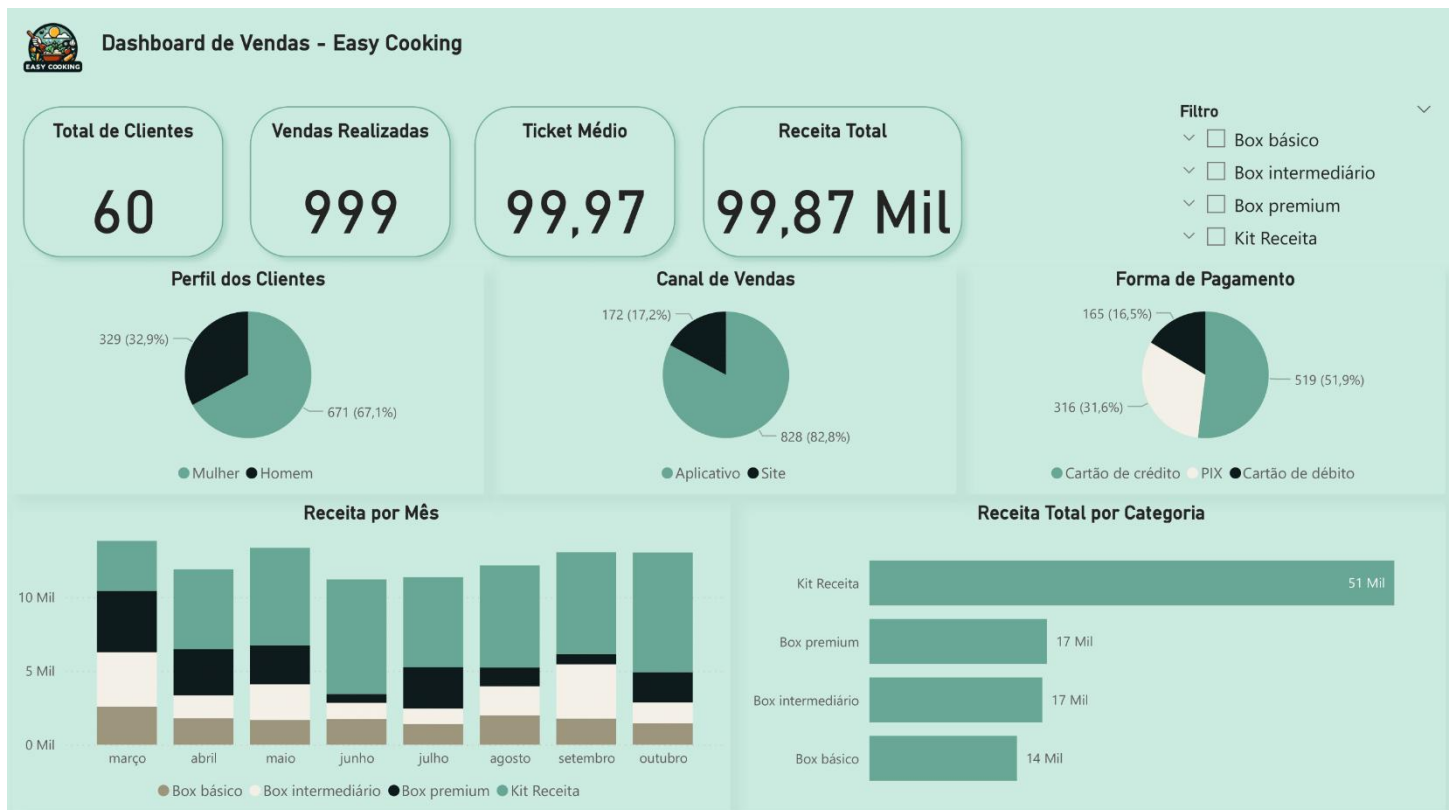 EASY COOKING
Dashboard de Vendas - Easy Cooking
Total de Clientes
60
Vendas Realizadas
999
Ticket Médio
99,97
Receita Total
99,87 Mil
Filtro
Box básico
Box intermediário
Box premium
Kit Receita
Perfil dos Clientes
329 (32,9%)
671 (67,1%)
Mulher Homem
Canal de Vendas
172 (17,2%)
828 (82,8%)
Aplicativo Site
Forma de Pagamento
165 (16,5%)
519 (51,9%)
316 (31,6%)
Cartão de crédito PIX Cartão de débito
Receita por Mês
10 Mil
5 Mil
0 Mil
março abril maio junho julho agosto setembro outubro
Box básico Box intermediário Box premium Kit Receita
Receita Total por Categoria
Kit Receita 51 Mil
Box premium 17 Mil
Box intermediário 17 Mil
Box básico 14 Mil